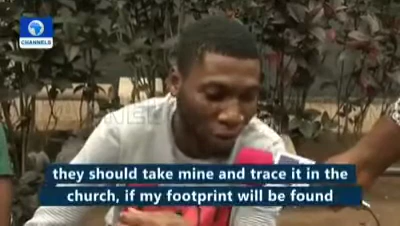 CHANNELS
they should take mine and trace it in the
church, if my footprint will be found